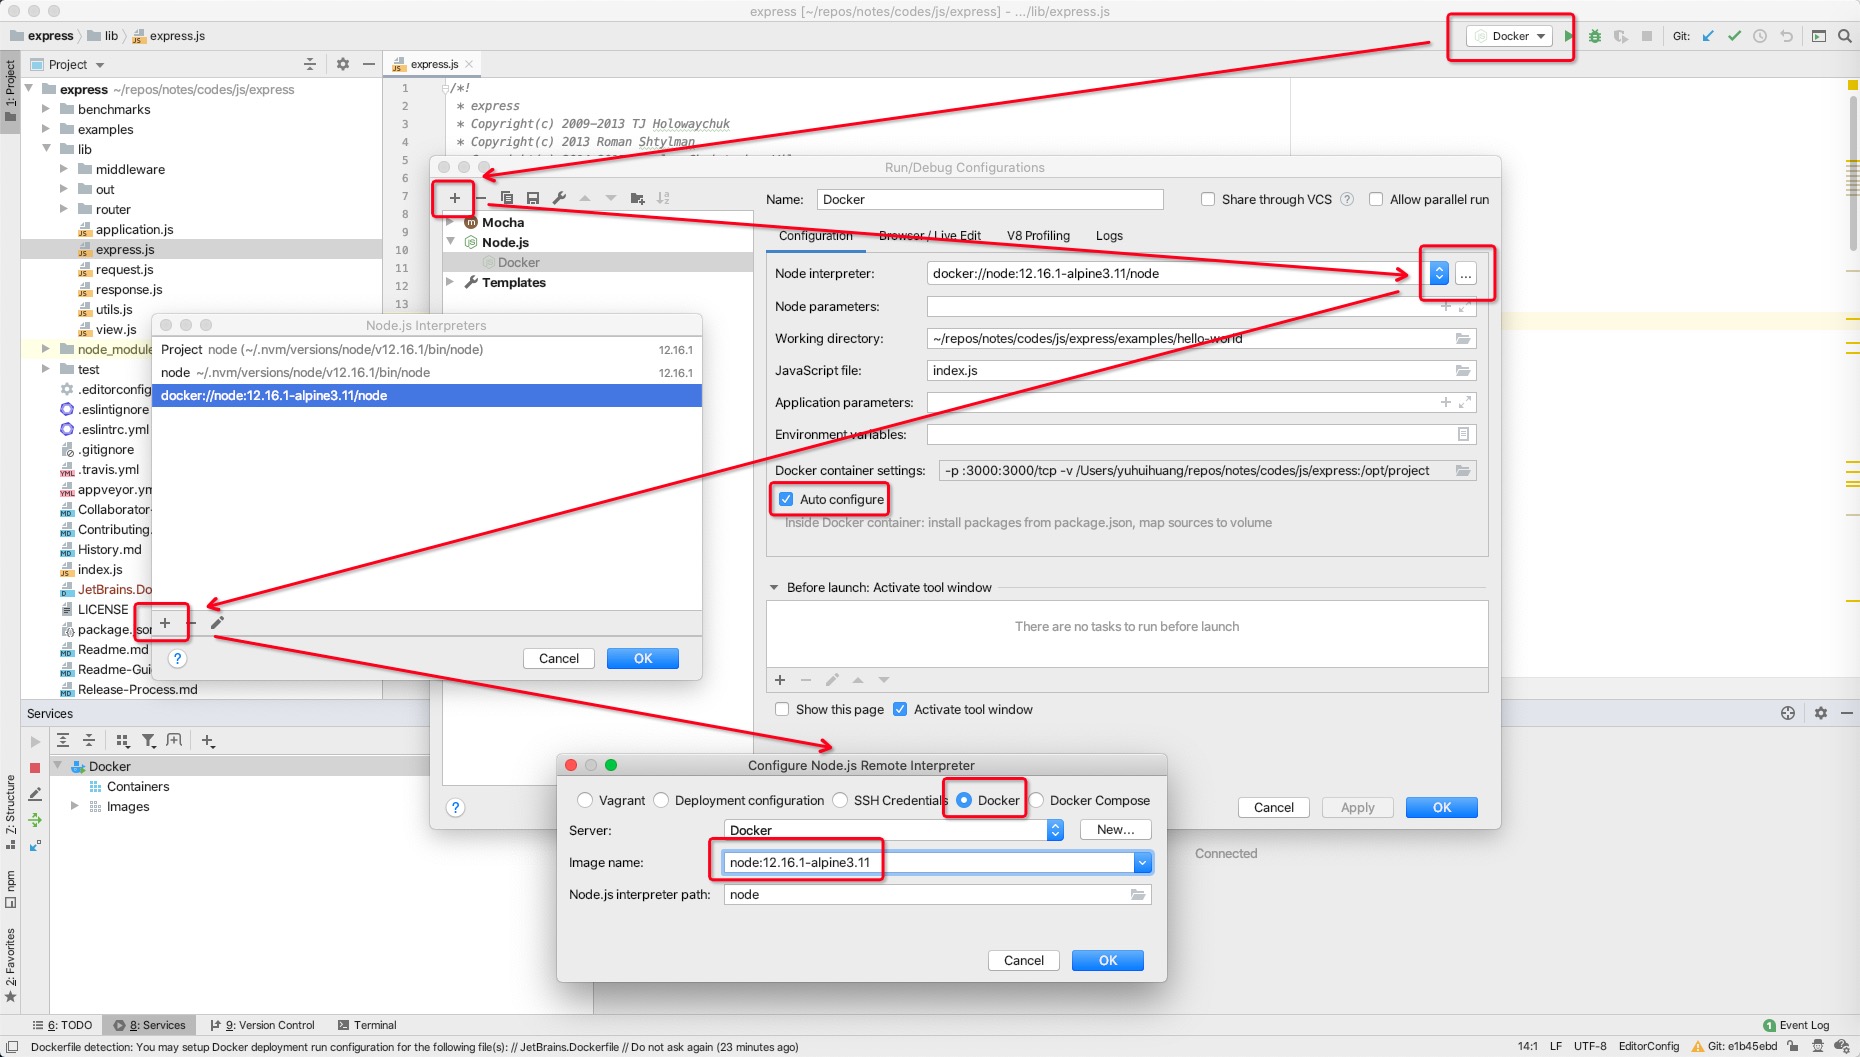 express [~/repos/notes/codes/js/express] - .../lib/express.js
express lib express.js
Docker
Git:
1: Project
Project
express.js
express ~/repos/notes/codes/js/express
benchmarks
examples
lib
middleware
out
router
application.js
express.js
request.js
response.js
utils.js
view.js
node_module
test
.editorconfig
.eslintignore
.eslintrc.yml
.gitignore
.travis.yml
appveyor.ym
Collaborator-
Contributing.
History.md
index.js
JetBrains.Do
LICENSE
package.json
Readme.md
Readme-Gui
Release-Process.md
1 /*!
2 * express
3 * Copyright(c) 2009-2013 TJ Holowaychuk
4 * Copyright(c) 2013 Roman Shtylman
5
6
7
8
9
10
11
12
13
Run/Debug Configurations
Mocha
Node.js
Docker
Templates
Name: Docker
Share through VCS
Allow parallel run
Configuration Browser / Live Edit V8 Profiling Logs
Node interpreter: docker://node:12.16.1-alpine3.11/node
...
Node parameters:
Working directory: ~/repos/notes/codes/js/express/examples/hello-world
JavaScript file: index.js
Application parameters:
Environment variables:
Docker container settings: -p :3000:3000/tcp -v /Users/yuhuihuang/repos/notes/codes/js/express:/opt/project
Auto configure
Inside Docker container: install packages from package.json, map sources to volume
Before launch: Activate tool window
There are no tasks to run before launch
Show this page Activate tool window
Cancel Apply OK
Node.js Interpreters
Project node (~/.nvm/versions/node/v12.16.1/bin/node) 12.16.1
node ~/.nvm/versions/node/v12.16.1/bin/node 12.16.1
docker://node:12.16.1-alpine3.11/node
Cancel OK
Configure Node.js Remote Interpreter
Vagrant Deployment configuration SSH Credentials Docker Docker Compose
Server: Docker New...
Image name: node:12.16.1-alpine3.11
Node.js interpreter path: node
Cancel OK
Services
Docker
Containers
Images
Connected
Z: Structure
npm
2: Favorites
6: TODO 8: Services 9: Version Control Terminal
1 Event Log
Dockerfile detection: You may setup Docker deployment run configuration for the following file(s): // JetBrains.Dockerfile // Do not ask again (23 minutes ago)
14:1 LF UTF-8 EditorConfig Git: e1b45ebd